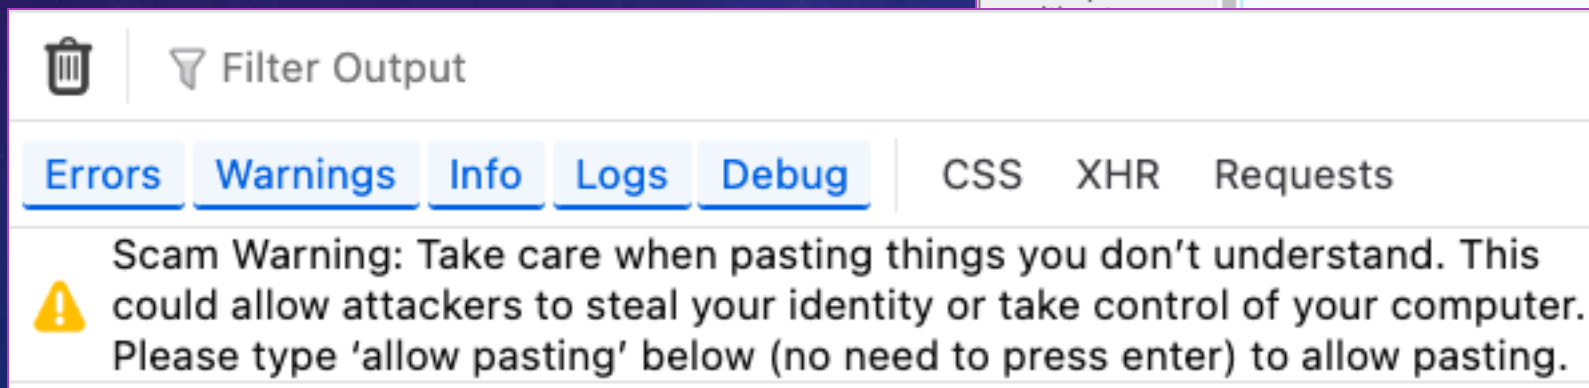 Filter Output
Errors Warnings Info Logs Debug CSS XHR Requests
Scam Warning: Take care when pasting things you don’t understand. This
could allow attackers to steal your identity or take control of your computer.
Please type ‘allow pasting’ below (no need to press enter) to allow pasting.